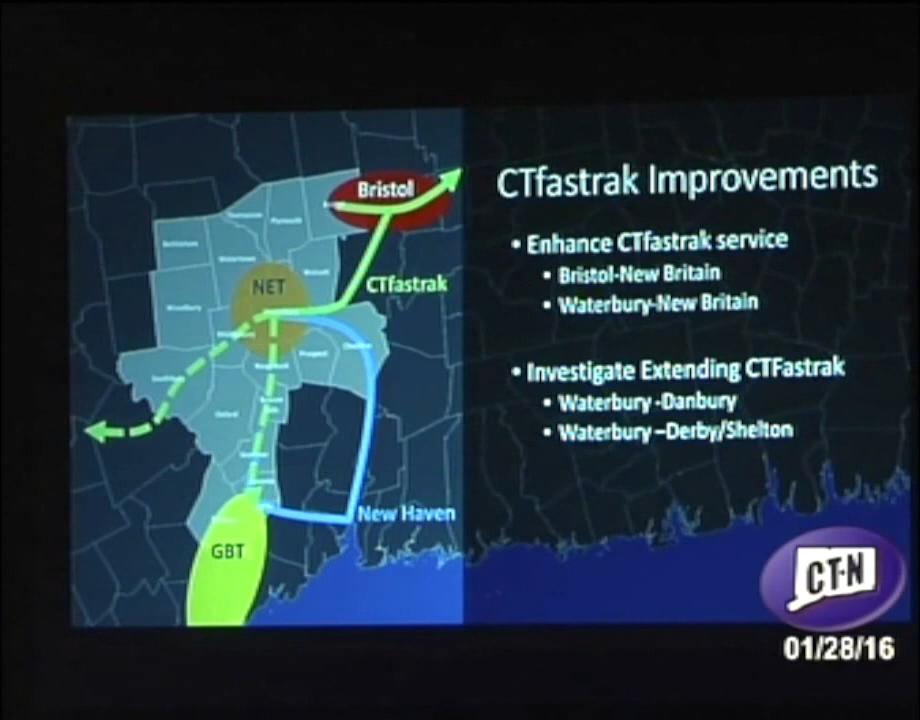 Bristol
NET
CTfastrak
New Haven
GBT
Oxford
CTfastrak Improvements
• Enhance CTfastrak service
• Bristol-New Britain
• Waterbury-New Britain
• Investigate Extending CTFastrak
• Waterbury -Danbury
• Waterbury –Derby/Shelton
CT-N
01/28/16